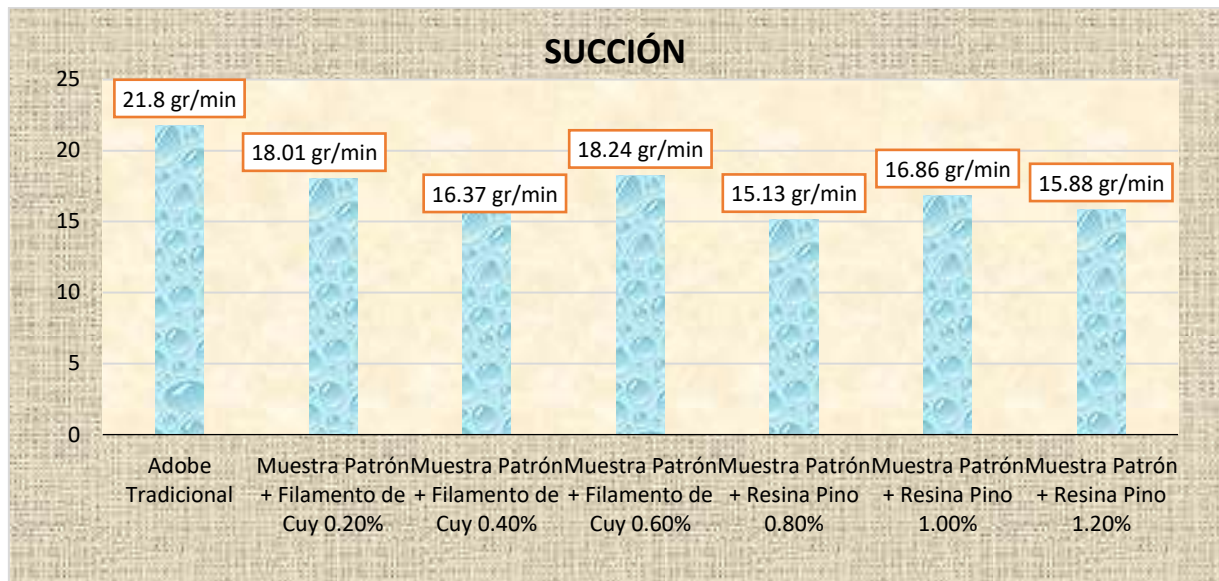 SUCCIÓN
25
20
15
10
5
0
21.8 gr/min
18.01 gr/min
16.37 gr/min
18.24 gr/min
15.13 gr/min
16.86 gr/min
15.88 gr/min
Adobe
Tradicional
Muestra Patrón
+ Filamento de
Cuy 0.20%
Muestra Patrón
+ Filamento de
Cuy 0.40%
Muestra Patrón
+ Filamento de
Cuy 0.60%
Muestra Patrón
+ Resina Pino
0.80%
Muestra Patrón
+ Resina Pino
1.00%
Muestra Patrón
+ Resina Pino
1.20%